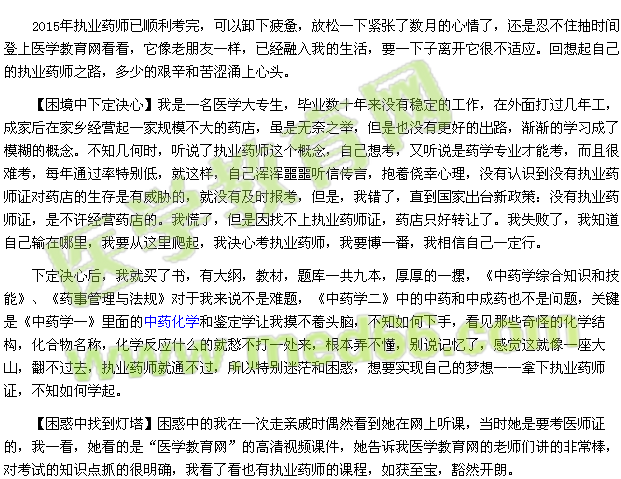 2015年执业药师已顺利考完，可以卸下疲惫，放松一下紧张了数月的心情了，还是忍不住抽时间
登上医学教育网看看，它像老朋友一样，已经融入我的生活，要一下子离开它很不适应。回想起自己
的执业药师之路，多少的艰辛和苦涩涌上心头。
【困境中下定决心】我是一名医学大专生，毕业数十年来没有稳定的工作，在外面打过几年工，
成家后在家乡经营起一家规模不大的药店，虽是无奈之举，但是也没有更好的出路，渐渐的学习成了
模糊的概念。不知几何时，听说了执业药师这个概念，自己想考，又听说是药学专业才能考，而且很
难考，每年通过率特别低，就这样，自己浑浑噩噩听信传言，抱着侥幸心理，没有认识到没有执业药
师证对药店的生存是有威胁的，就没有及时报考，但是，我错了，直到国家出台新政策：没有执业药
师证，是不许经营药店的。我慌了，但是因找不上执业药师证，药店只好转让了。我失败了，我知道
自己输在哪里，我要从这里爬起，我决心考执业药师，我要博一番，我相信自己一定行。
下定决心后，我就买了书，有大纲，教材，题库一共九本，厚厚的一摞，《中药学综合知识和技
能》、《药事管理与法规》对于我来说不是难题，《中药学二》中的中药和中成药也不是问题，关键
是《中药学一》里面的中药化学和鉴定学让我摸不着头脑，不知如何下手，看见那些奇怪的化学结
构，化合物名称，化学反应什么的就愁不打一处来，根本弄不懂，别说记忆了，感觉这就像一座大
山，翻不过去，执业药师就通不过，所以特别迷茫和困惑，想要实现自己的梦想——拿下执业药师
证，不知如何学起。
【困惑中找到灯塔】困惑中的我在一次走亲戚时偶然看到她在网上听课，当时她是要考医师证
的，我一看，她看的是“医学教育网”的高清视频课件，她告诉我医学教育网的老师们讲的非常棒，
对考试的知识点抓的很明确，我看了看也有执业药师的课程，如获至宝，豁然开朗。
医学教育网
www.med66.com